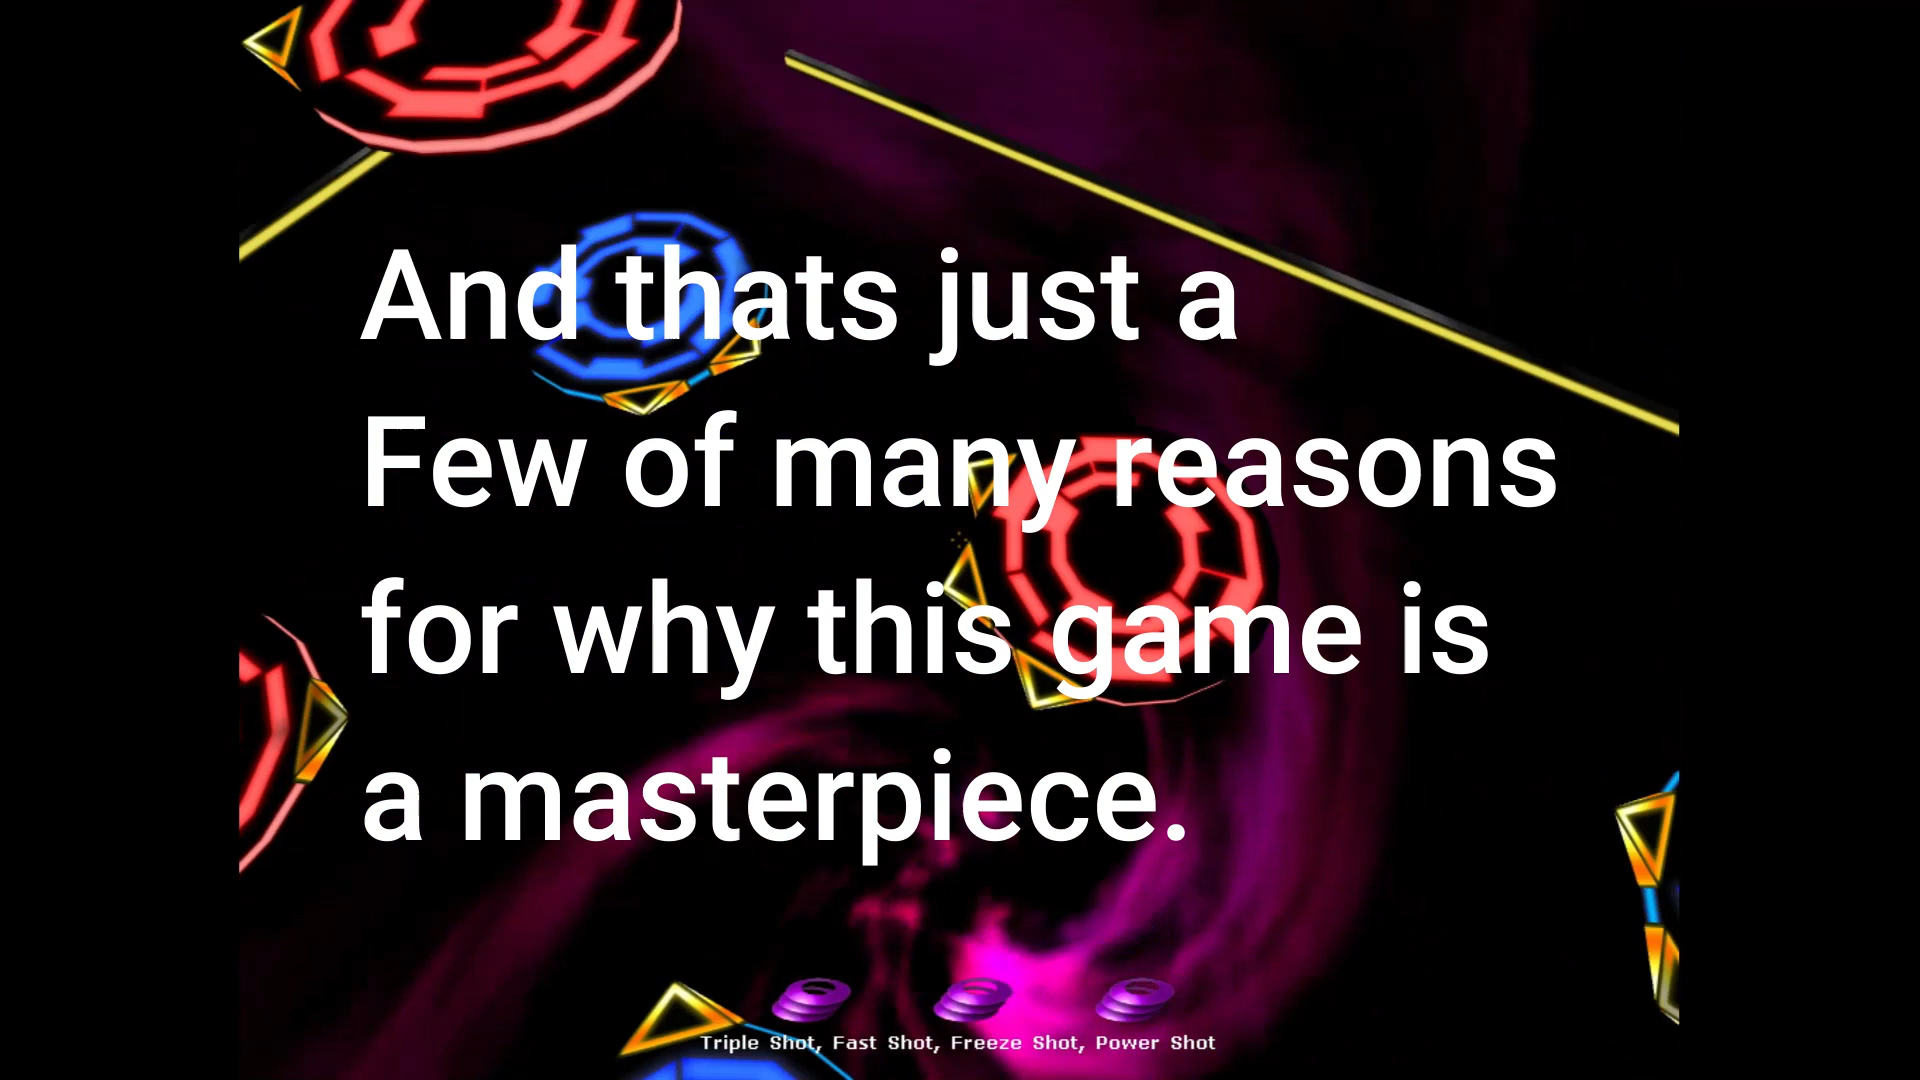 And thats just a
Few of many reasons
for why this game is
a masterpiece.
Triple Shot, Fast Shot, Freeze Shot, Power Shot